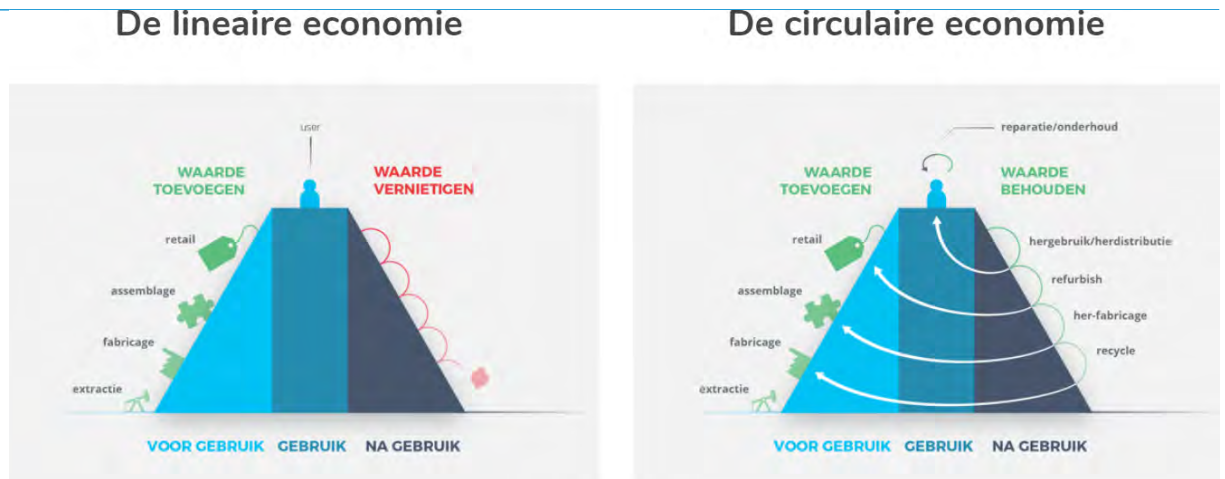 De lineaire economie
user
WAARDE
TOEVOEGEN
WAARDE
VERNIETIGEN
retail
assemblage
fabricage
extractie
VOOR GEBRUIK GEBRUIK NA GEBRUIK
De circulaire economie
reparatie/onderhoud
WAARDE
TOEVOEGEN
WAARDE
BEHOUDEN
retail
hergebruik/herdistributie
refurbish
assemblage
her-fabricage
fabricage
recycle
extractie
VOOR GEBRUIK GEBRUIK NA GEBRUIK